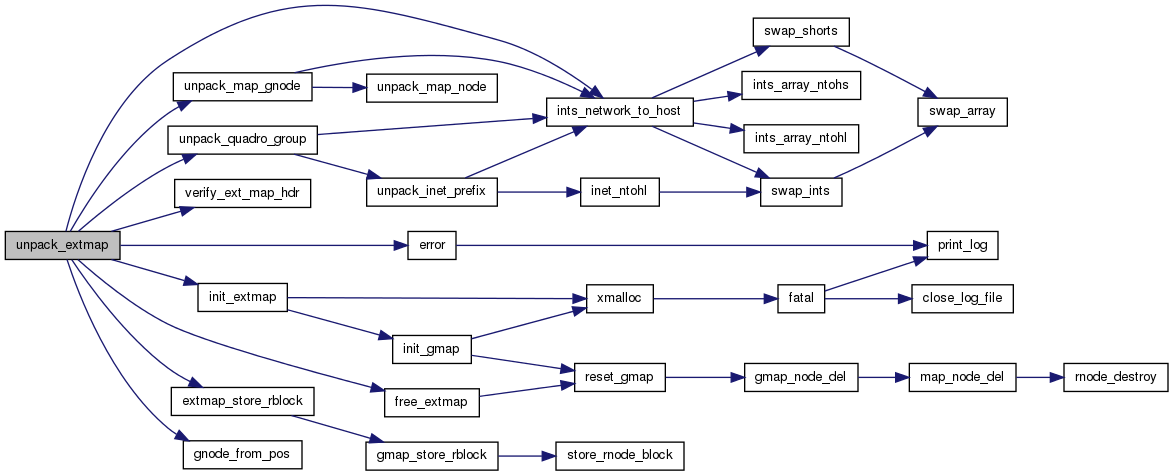 swap_shorts
unpack_map_gnode
unpack_map_node
ints_array_ntohs
ints_network_to_host
swap_array
unpack_quadro_group
ints_array_ntohl
verify_ext_map_hdr
unpack_inet_prefix
inet_ntohl
swap_ints
unpack_extmap
error
print_log
init_extmap
xmalloc
fatal
close_log_file
init_gmap
reset_gmap
gmap_node_del
map_node_del
rnode_destroy
extmap_store_rblock
free_extmap
gnode_from_pos
gmap_store_rblock
store_rnode_block